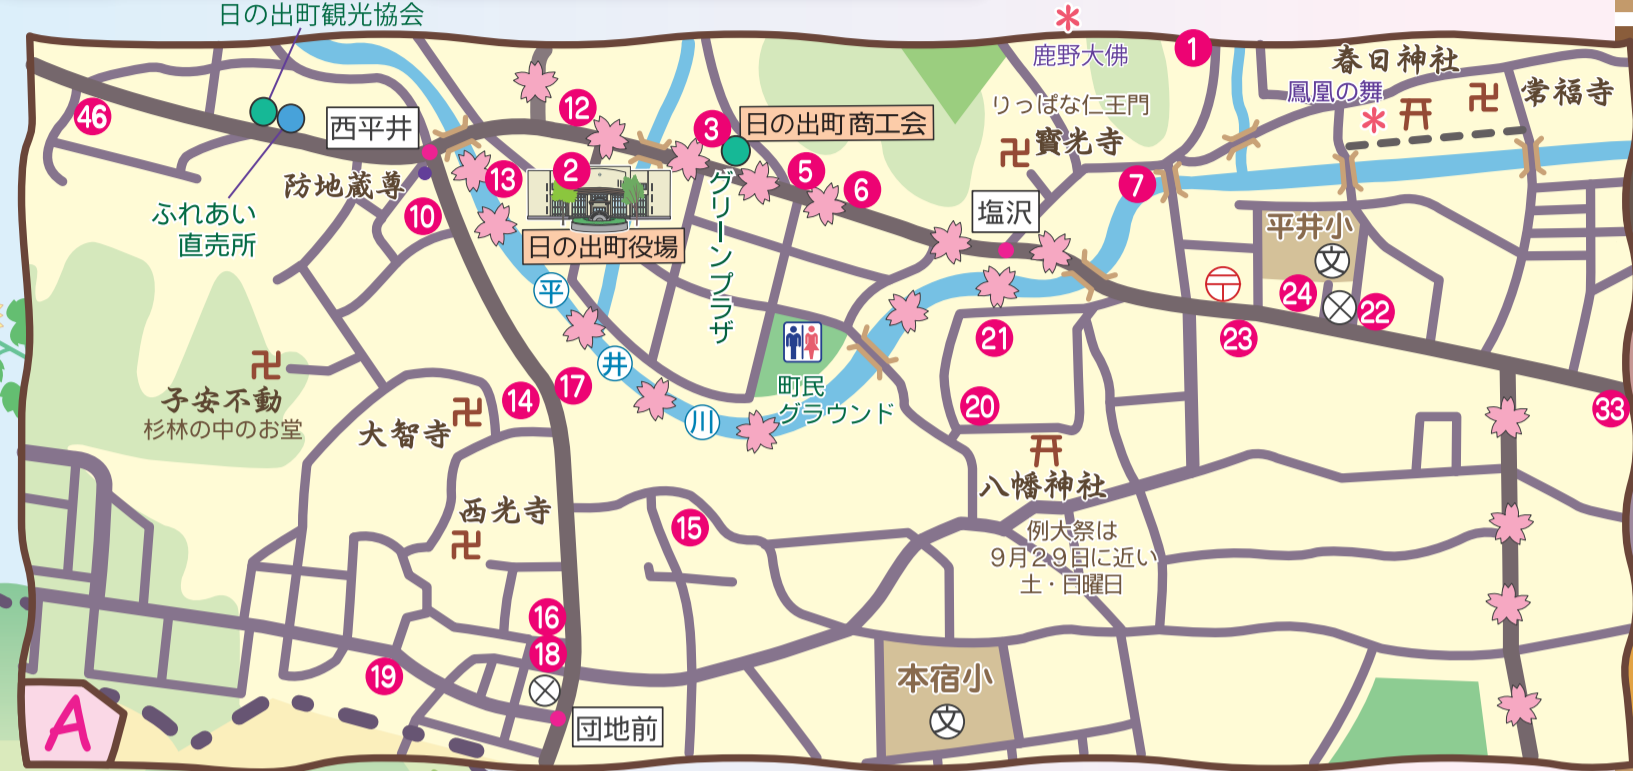 日の出町観光協会
鹿野大佛
1
春日神社
鳳凰の舞
常福寺
46
西平井
12
3
日の出町商工会
りっぱな仁王門
寳光寺
防地蔵尊
13
2
5
6
7
10
ふれあい
直売所
グリーンプラザ
塩沢
平井小
文
日の出町役場
平
井
川
24
22
23
21
町民
グラウンド
子安不動
杉林の中のお堂
14
17
20
33
大智寺
八幡神社
西光寺
15
例大祭は
9月29日に近い
土・日曜日
16
18
19
本宿小
文
A
団地前